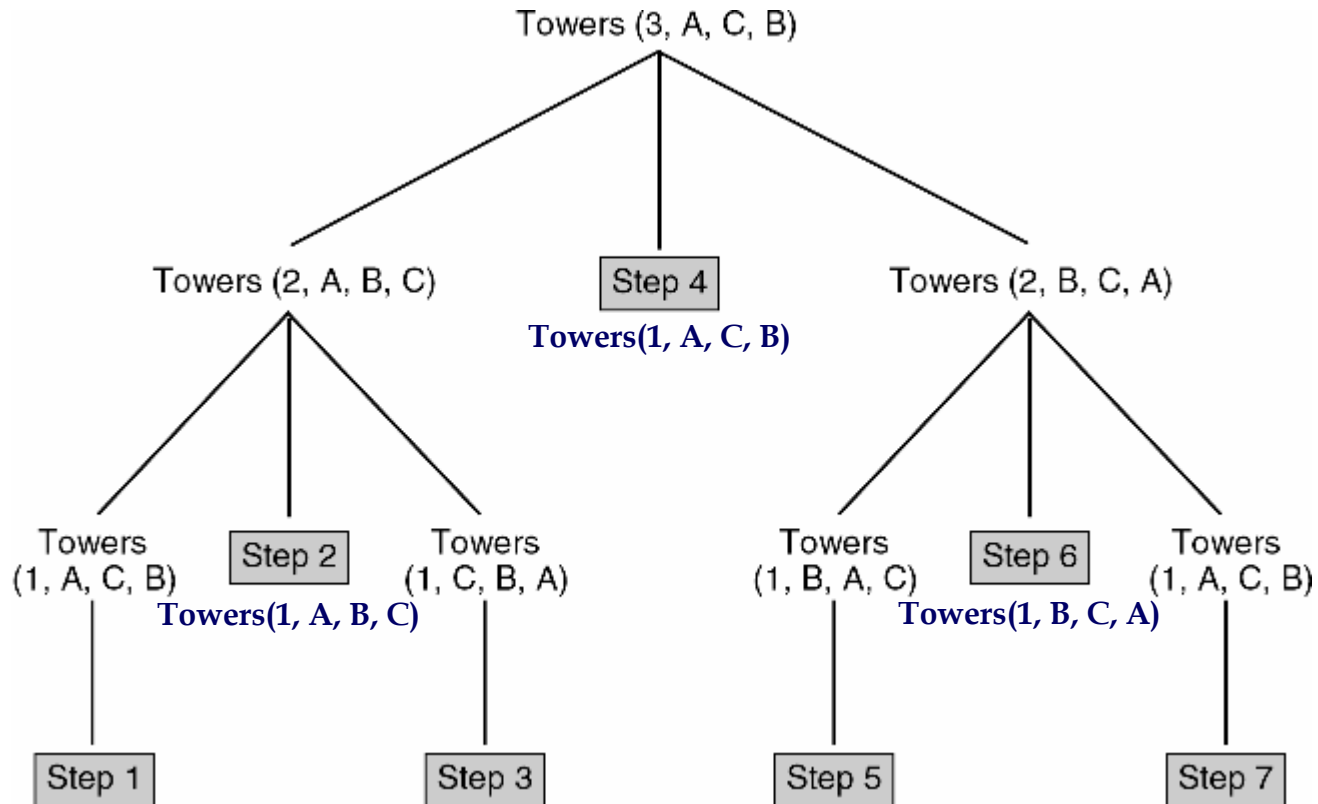 Towers (3, A, C, B)
Towers (2, A, B, C)
Step 4
Towers (2, B, C, A)
Towers(1, A, C, B)
Towers
(1, A, C, B)
Step 2
Towers
(1, C, B, A)
Towers
(1, B, A, C)
Step 6
Towers
(1, A, C, B)
Towers(1, A, B, C)
Towers(1, B, C, A)
Step 1
Step 3
Step 5
Step 7